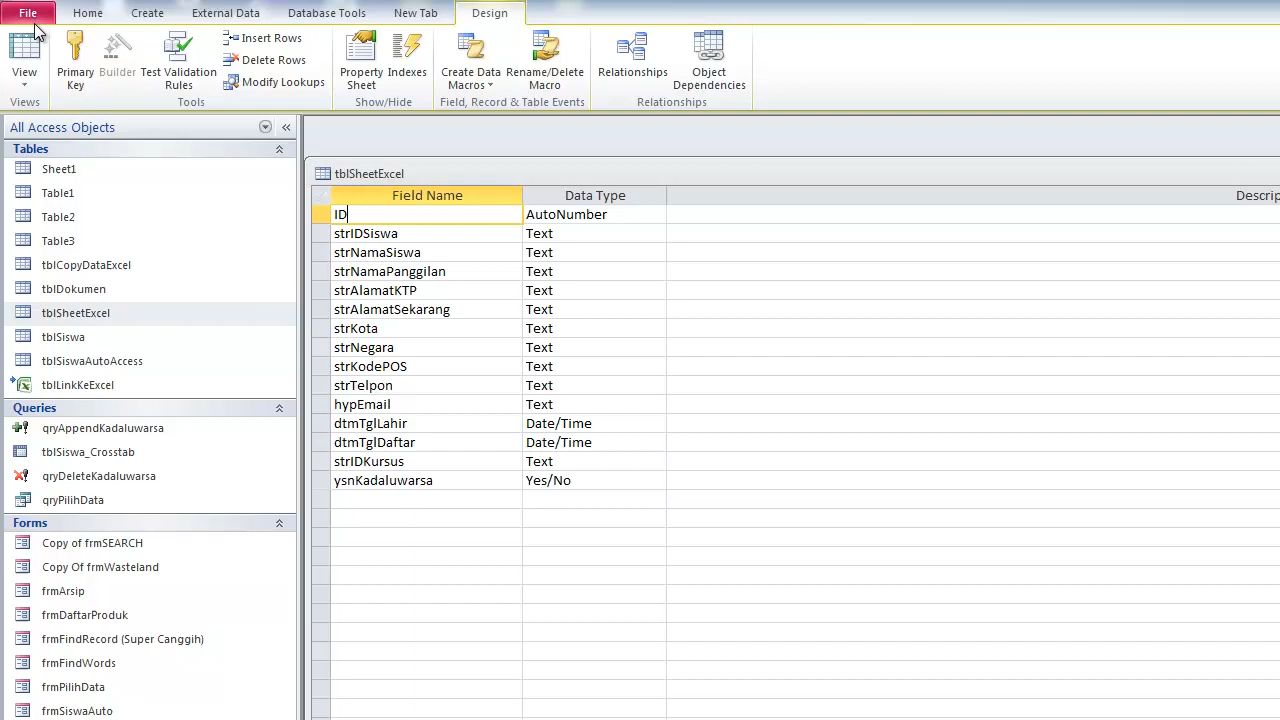 File Home Create External Data Database Tools New Tab Design
View
Primary Key
Builder
Test Validation Rules
Insert Rows
Delete Rows
Modify Lookups
Property Sheet
Indexes
Create Data Macros
Rename/Delete Macro
Relationships
Object Dependencies
Views Tools Show/Hide Field, Record & Table Events Relationships
All Access Objects
Tables
Sheet1
Table1
Table2
Table3
tblCopyDataExcel
tblDokumen
tblSheetExcel
tblSiswa
tblSiswaAutoAccess
tblLinkKeExcel
Queries
qryAppendKadaluwarsa
tblSiswa_Crosstab
qryDeleteKadaluwarsa
qryPilihData
Forms
Copy of frmSEARCH
Copy Of frmWasteland
frmArsip
frmDaftarProduk
frmFindRecord (Super Canggih)
frmFindWords
frmPilihData
frmSiswaAuto
tblSheetExcel
Field Name Data Type Descrip
ID AutoNumber
strIDSiswa Text
strNamaSiswa Text
strNamaPanggilan Text
strAlamatKTP Text
strAlamatSekarang Text
strKota Text
strNegara Text
strKodePOS Text
strTelpon Text
hypEmail Text
dtmTglLahir Date/Time
dtmTglDaftar Date/Time
strIDKursus Text
ysnKadaluwarsa Yes/No